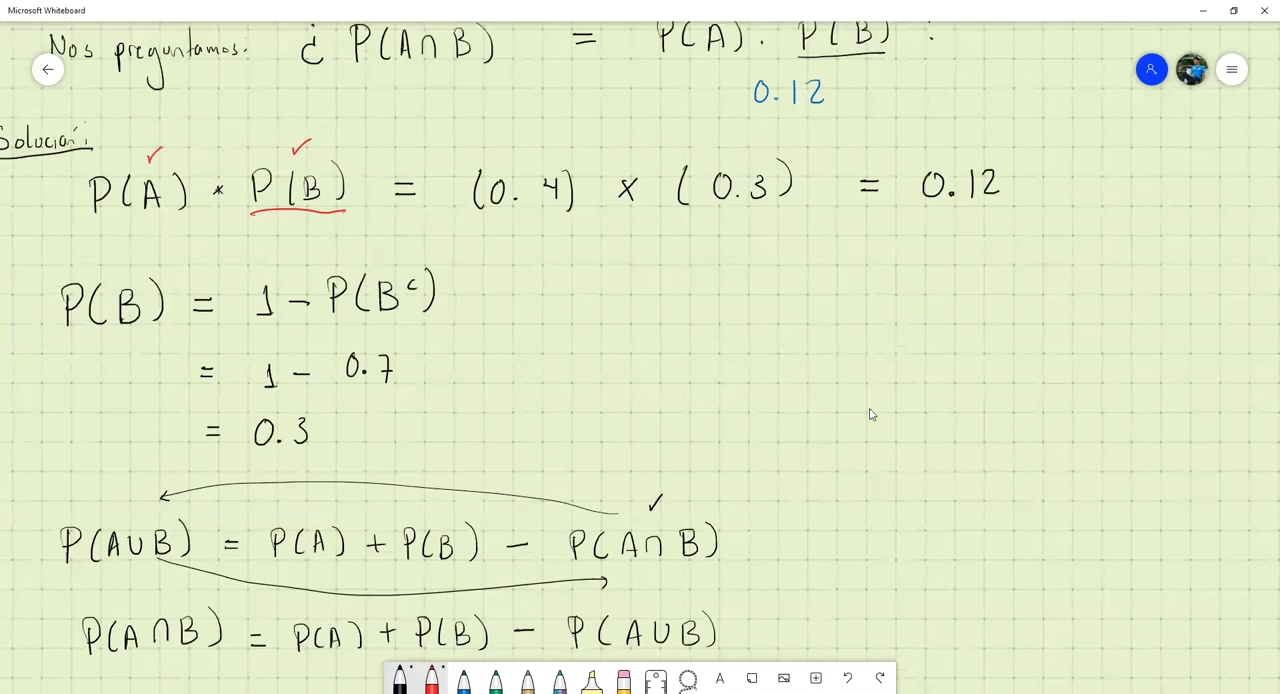 Microsoft Whiteboard
Nos preguntamos: ¿ P(A∩B) = P(A) . P(B) ?
0.12
Solución:
P(A) * P(B) = (0.4) x (0.3) = 0.12
P(B) = 1 - P(Bᶜ)
= 1 - 0.7
= 0.3
P(A∪B) = P(A) + P(B) - P(A∩B)
P(A∩B) = P(A) + P(B) - P(A∪B)